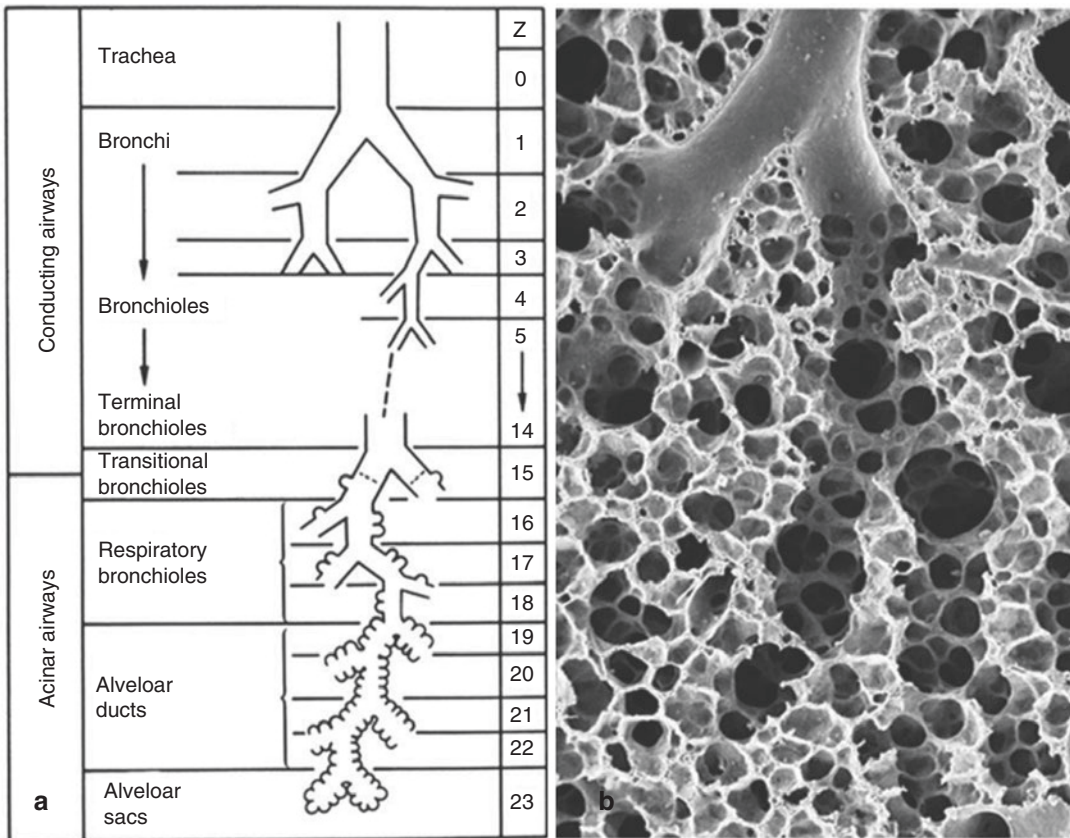 Conducting airways
Acinar airways
Trachea
Bronchi
Bronchioles
Terminal
bronchioles
Transitional
bronchioles
Respiratory
bronchioles
Alveloar
ducts
Alveloar
sacs
Z
0
1
2
3
4
5
14
15
16
17
18
19
20
21
22
23
a
b